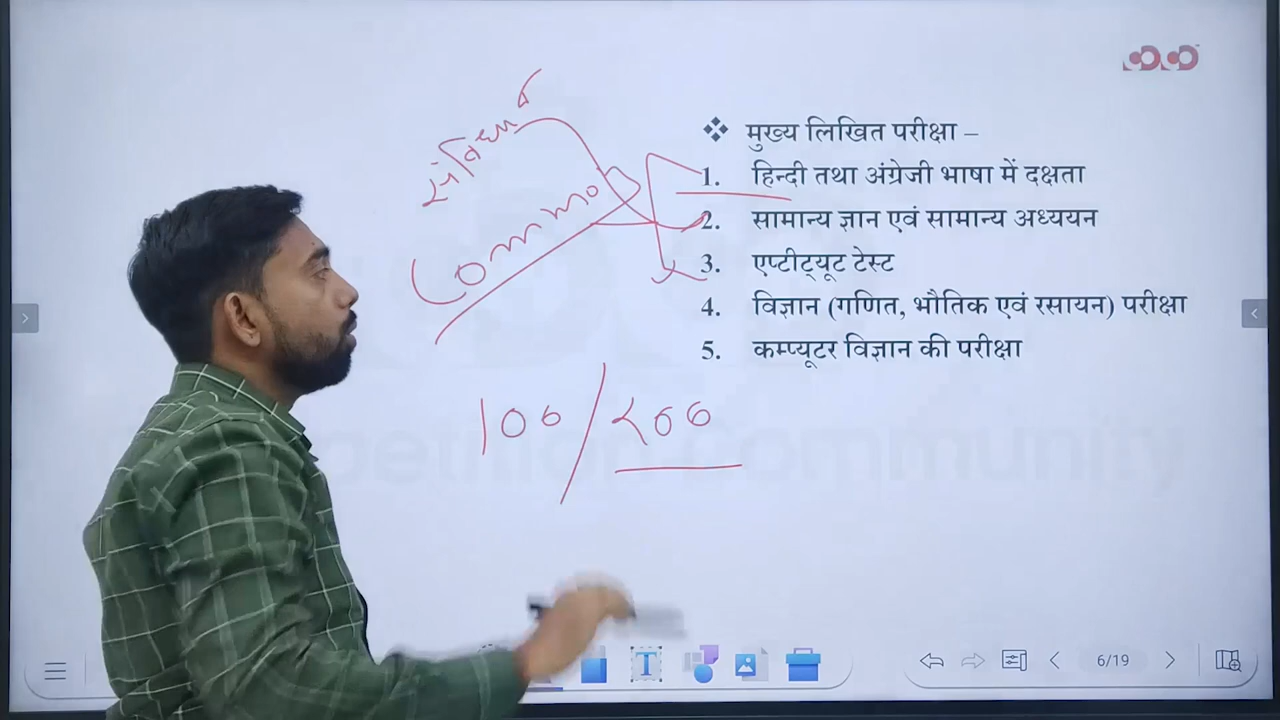 ❖ मुख्य लिखित परीक्षा –
1. हिन्दी तथा अंग्रेजी भाषा में दक्षता
2. सामान्य ज्ञान एवं सामान्य अध्ययन
3. एप्टीट्यूट टेस्ट
4. विज्ञान (गणित, भौतिक एवं रसायन) परीक्षा
5. कम्प्यूटर विज्ञान की परीक्षा
संविधान
Common
100/200
Community
T
6/19